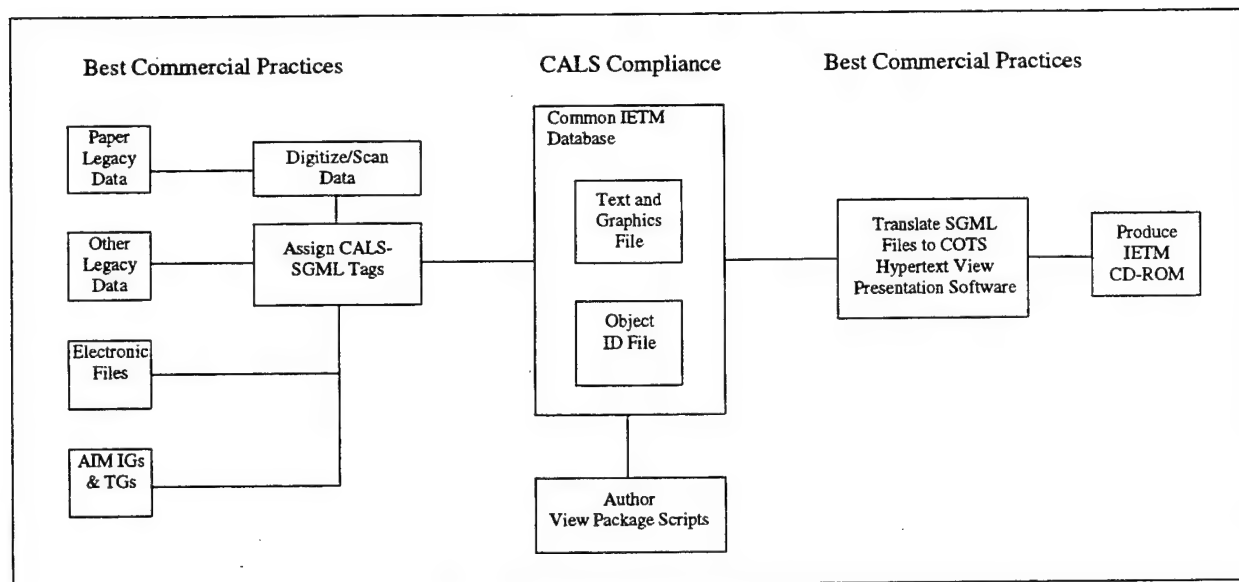 Best Commercial Practices
CALS Compliance
Best Commercial Practices
Paper
Legacy
Data
Digitize/Scan
Data
Other
Legacy
Data
Assign CALS-
SGML Tags
Electronic
Files
AIM IGs
& TGs
Common IETM
Database
Text and
Graphics
File
Object
ID File
Author
View Package Scripts
Translate SGML
Files to COTS
Hypertext View
Presentation Software
Produce
IETM
CD-ROM